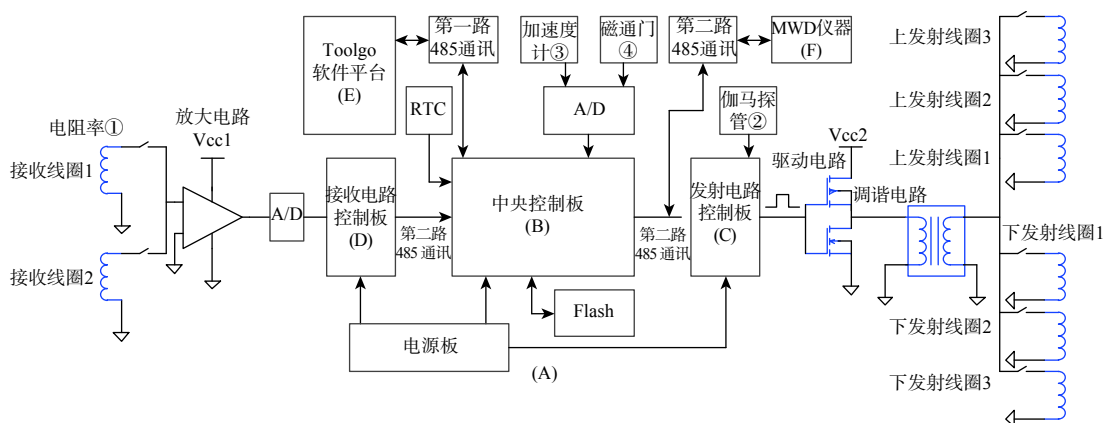 Toolgo
软件平台
(E)
第一路
485通讯
加速度
计③
磁通门
④
第二路
485通讯
MWD仪器
(F)
上发射线圈3
RTC
A/D
伽马探
管②
上发射线圈2
电阻率①
放大电路
Vcc1
接收线圈1
驱动电路
Vcc2
上发射线圈1
A/D
接收电路
控制板
(D)
第二路
485 通讯
中央控制板
(B)
第二路
485 通讯
发射电路
控制板
(C)
调谐电路
下发射线圈1
接收线圈2
Flash
电源板
(A)
下发射线圈2
下发射线圈3